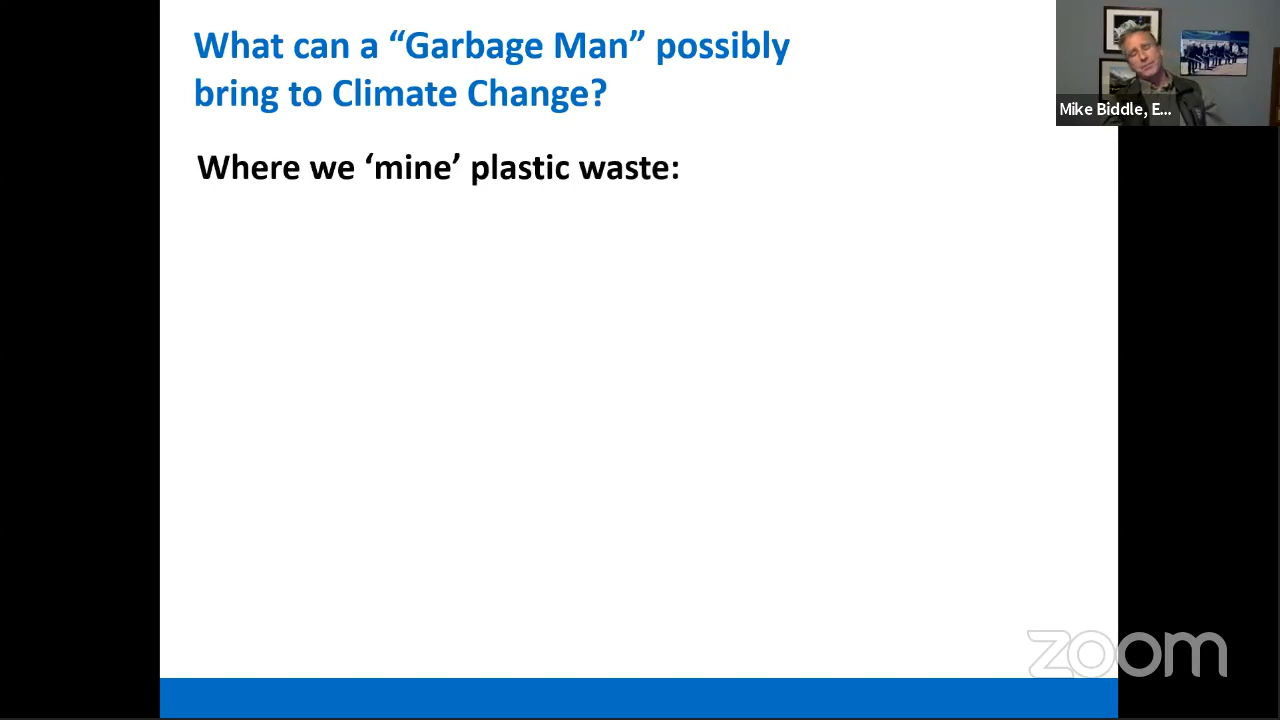 What can a “Garbage Man” possibly
bring to Climate Change?
Mike Biddle, E...
Where we ‘mine’ plastic waste:
zoom